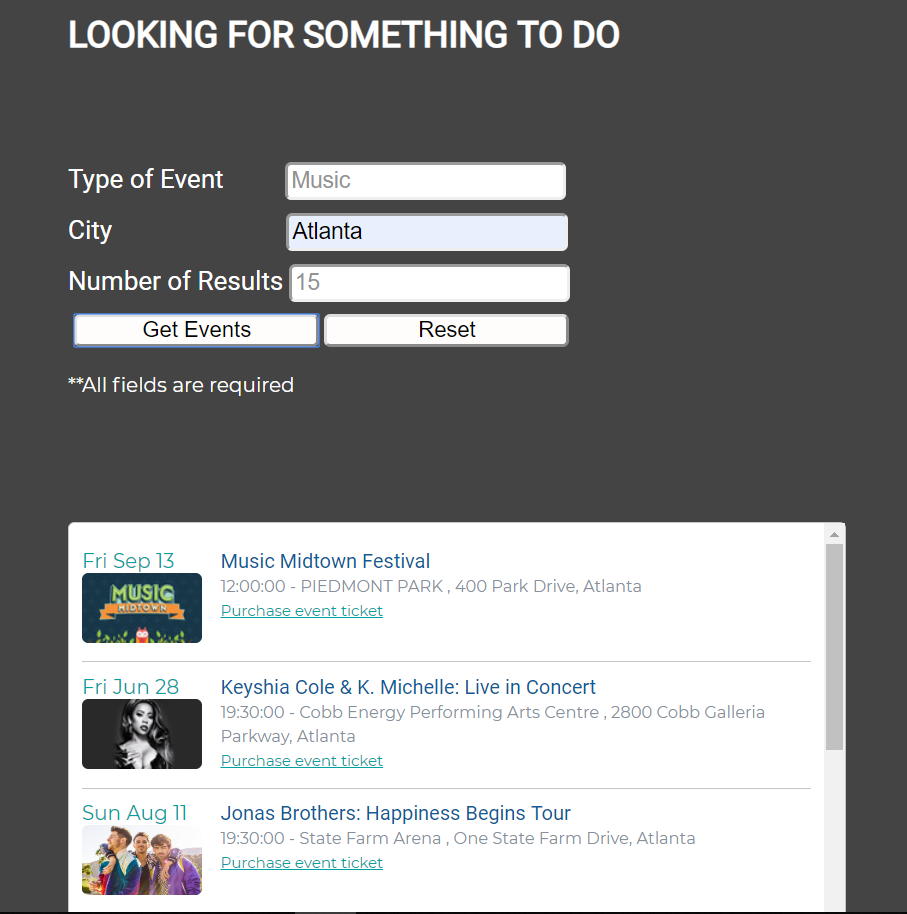 LOOKING FOR SOMETHING TO DO
Type of Event Music
City Atlanta
Number of Results 15
Get Events Reset
**All fields are required
Fri Sep 13 Music Midtown Festival
12:00:00 - PIEDMONT PARK , 400 Park Drive, Atlanta
MUSIC
MIDTOWN
Purchase event ticket
Fri Jun 28 Keyshia Cole & K. Michelle: Live in Concert
19:30:00 - Cobb Energy Performing Arts Centre , 2800 Cobb Galleria
Parkway, Atlanta
Purchase event ticket
Sun Aug 11 Jonas Brothers: Happiness Begins Tour
19:30:00 - State Farm Arena , One State Farm Drive, Atlanta
Purchase event ticket